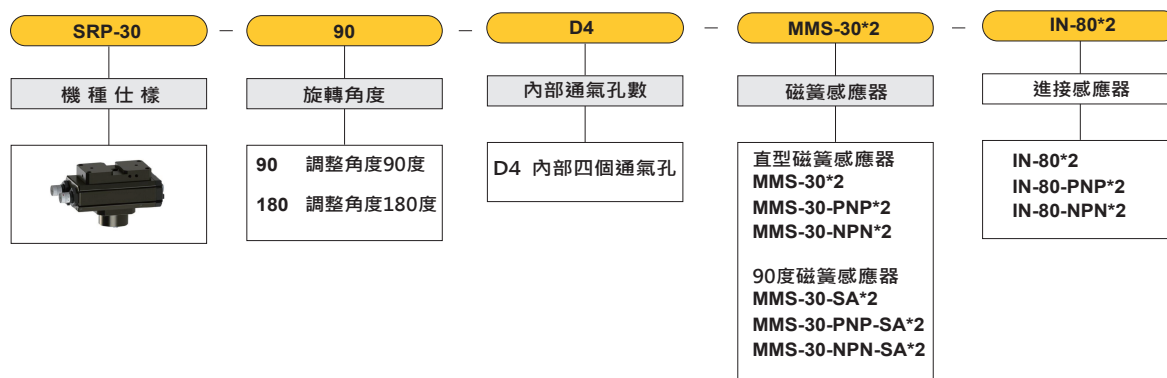 SRP-30 — 90 — D4 — MMS-30*2 — IN-80*2
機種仕樣
旋轉角度
內部通氣孔數
磁簧感應器
進接感應器
90 調整角度90度
180 調整角度180度
D4 內部四個通氣孔
直型磁簧感應器
MMS-30*2
MMS-30-PNP*2
MMS-30-NPN*2
90度磁簧感應器
MMS-30-SA*2
MMS-30-PNP-SA*2
MMS-30-NPN-SA*2
IN-80*2
IN-80-PNP*2
IN-80-NPN*2